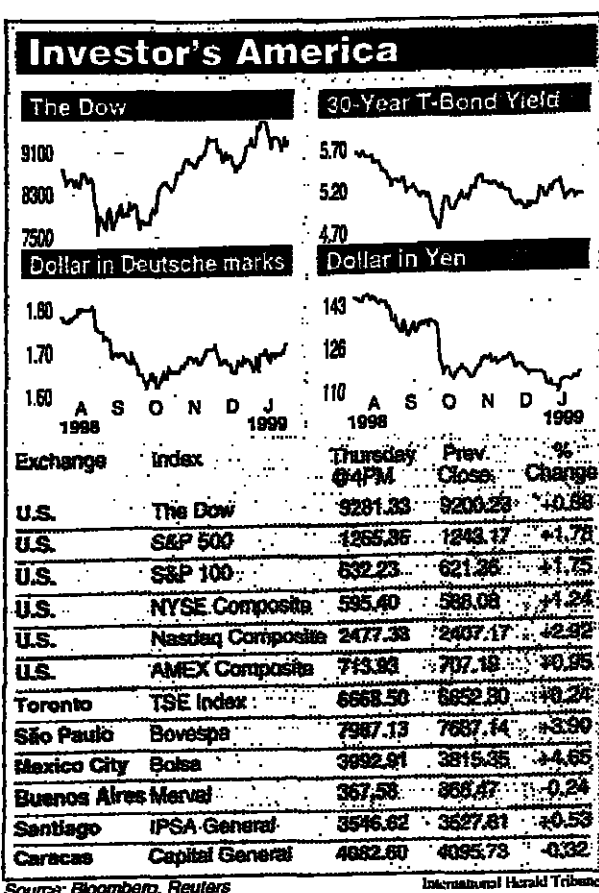 Investor's America
The Dow
9100
8300
7500
30-Year T-Bond Yield
5.70
5.20
4.70
Dollar in Deutsche marks
1.80
1.70
1.60
A S O N D J
1998 1999
Dollar in Yen
143
126
110
A S O N D J
1998 1999
Exchange Index Thursday @4PM Prev. Close % Change
U.S. The Dow 9281.33 9200.23 +0.88
U.S. S&P 500 1265.36 1243.17 +1.78
U.S. S&P 100 632.23 621.36 +1.75
U.S. NYSE Composite 595.40 588.08 +1.24
U.S. Nasdaq Composite 2477.33 2407.17 +2.92
U.S. AMEX Composite 713.93 707.19 +0.95
Toronto TSE Index 6668.50 6652.80 +0.24
São Paulo Bovespa 7987.13 7687.14 +3.90
Mexico City Bolsa 3992.91 3815.35 +4.65
Buenos Aires Merval 367.58 -0.24
Santiago IPSA General 3546.62 3527.81 +0.53
Caracas Capital General 4082.60 4095.73 -0.32
Source: Bloomberg, Reuters
International Herald Tribune